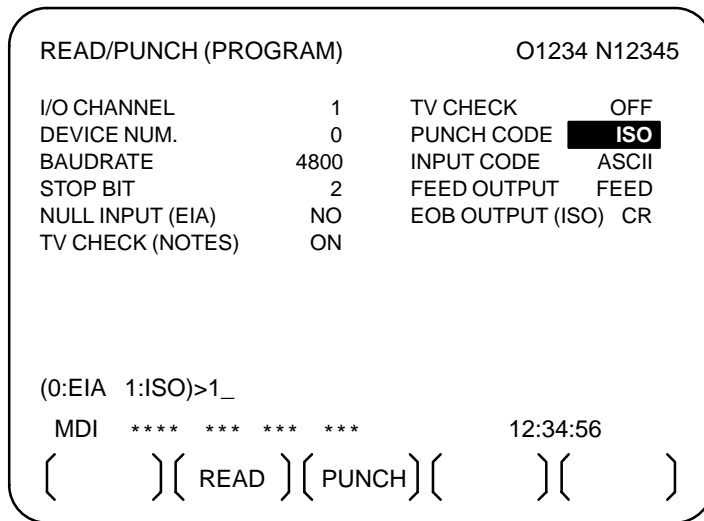 READ/PUNCH (PROGRAM) O1234 N12345
I/O CHANNEL 1 TV CHECK OFF
DEVICE NUM. 0 PUNCH CODE ISO
BAUDRATE 4800 INPUT CODE ASCII
STOP BIT 2 FEED OUTPUT FEED
NULL INPUT (EIA) NO EOB OUTPUT (ISO) CR
TV CHECK (NOTES) ON
(0:EIA 1:ISO)>1_
MDI **** *** *** *** 12:34:56
[ ] [ READ ] [ PUNCH ] [ ] [ ]